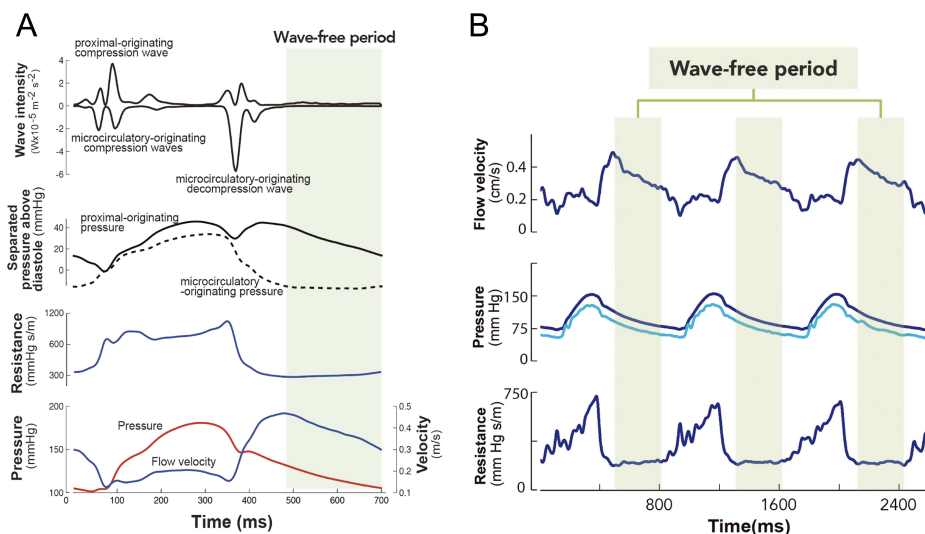 A
Wave-free period
proximal-originating
compression wave
Wave intensity
(Wx10-5 m-2 s-2)
4
2
0
-2
-4
-6
microcirculatory-originating
compression waves
microcirculatory-originating
decompression wave
Separated
pressure above
diastole (mmHg)
40
20
0
proximal-originating
pressure
microcirculatory
-originating pressure
Resistance
(mmHg s/m)
1200
600
300
Pressure
(mmHg)
200
150
100
Pressure
Flow velocity
0.5
0.4
0.3
0.2
0.1
Velocity
(m/s)
0
100
200
300
400
500
600
700
Time (ms)
B
Wave-free period
Flow velocity
(cm/s)
0.4
0.2
0
Pressure
(mm Hg)
150
75
0
Resistance
(mm Hg s/m)
750
0
800
1600
2400
Time(ms)